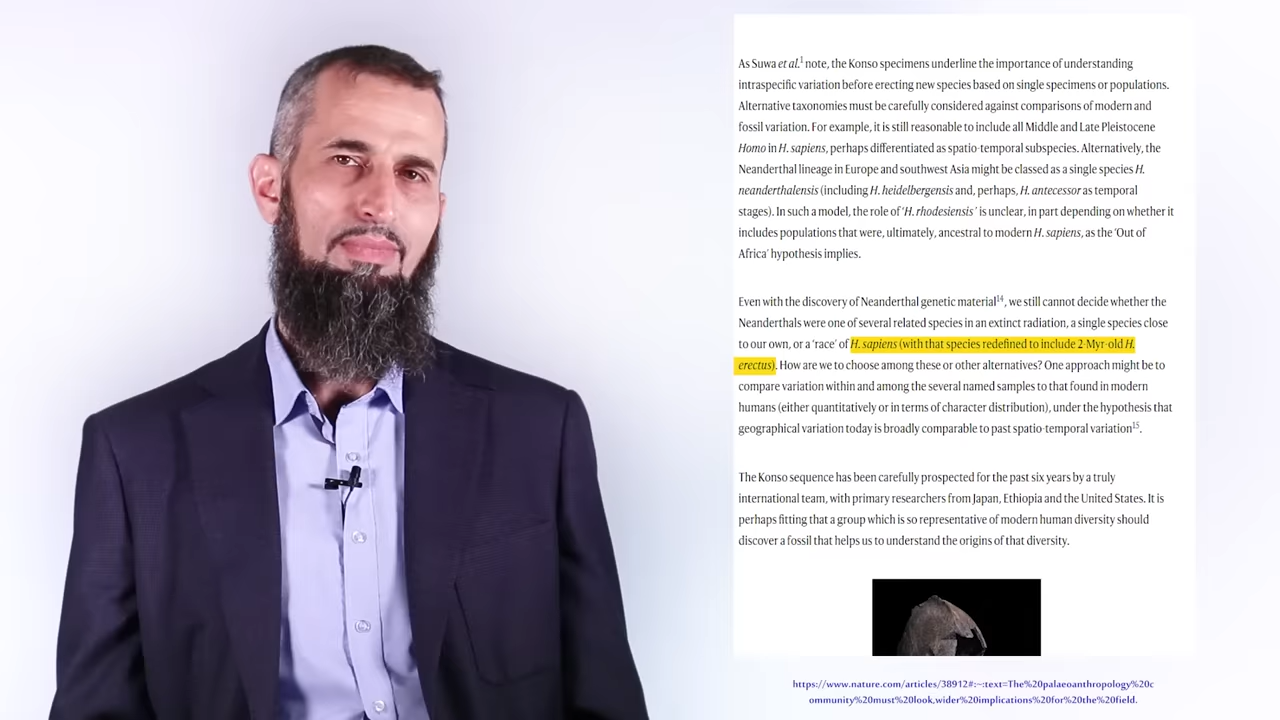 As Suwa et al.1 note, the Konso specimens underline the importance of understanding
intraspecific variation before erecting new species based on single specimens or populations.
Alternative taxonomies must be carefully considered against comparisons of modern and
fossil variation. For example, it is still reasonable to include all Middle and Late Pleistocene
Homo in H. sapiens, perhaps differentiated as spatio-temporal subspecies. Alternatively, the
Neanderthal lineage in Europe and southwest Asia might be classed as a single species H.
neanderthalensis (including H. heidelbergensis and, perhaps, H. antecessor as temporal
stages). In such a model, the role of ‘H. rhodesiensis’ is unclear, in part depending on whether it
includes populations that were, ultimately, ancestral to modern H. sapiens, as the ‘Out of
Africa’ hypothesis implies.
Even with the discovery of Neanderthal genetic material14, we still cannot decide whether the
Neanderthals were one of several related species in an extinct radiation, a single species close
to our own, or a ‘race’ of H. sapiens (with that species redefined to include 2-Myr-old H.
erectus). How are we to choose among these or other alternatives? One approach might be to
compare variation within and among the several named samples to that found in modern
humans (either quantitatively or in terms of character distribution), under the hypothesis that
geographical variation today is broadly comparable to past spatio-temporal variation15.
The Konso sequence has been carefully prospected for the past six years by a truly
international team, with primary researchers from Japan, Ethiopia and the United States. It is
perhaps fitting that a group which is so representative of modern human diversity should
discover a fossil that helps us to understand the origins of that diversity.
https://www.nature.com/articles/38912#:~:text=The%20palaeoanthropology%20c
ommunity%20must%20look,wider%20implications%20for%20the%20field.